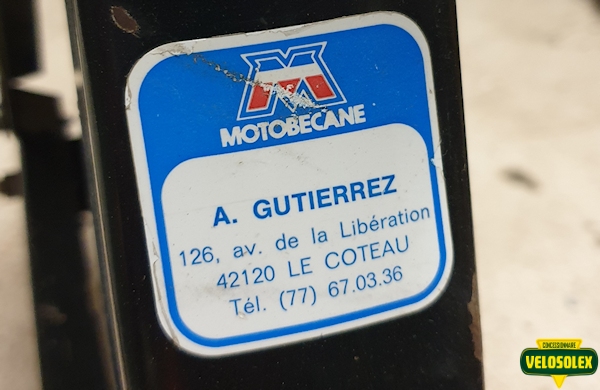 MOTOBECANE
A. GUTIERREZ
126, av. de la Libération
42120 LE COTEAU
Tél. (77) 67.03.36
CONCESSIONNAIRE
VELOSOLEX